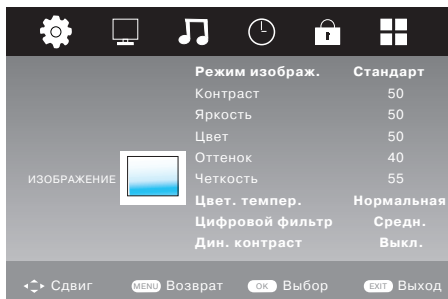 Режим изображ. Стандарт
Контраст 50
Яркость 50
Цвет 50
Оттенок 40
ИЗОБРАЖЕНИЕ
Четкость 55
Цвет. темпер. Нормальная
Цифровой фильтр Средн.
Дин. контраст Выкл.
Сдвиг MENU Возврат OK Выбор EXIT Выход